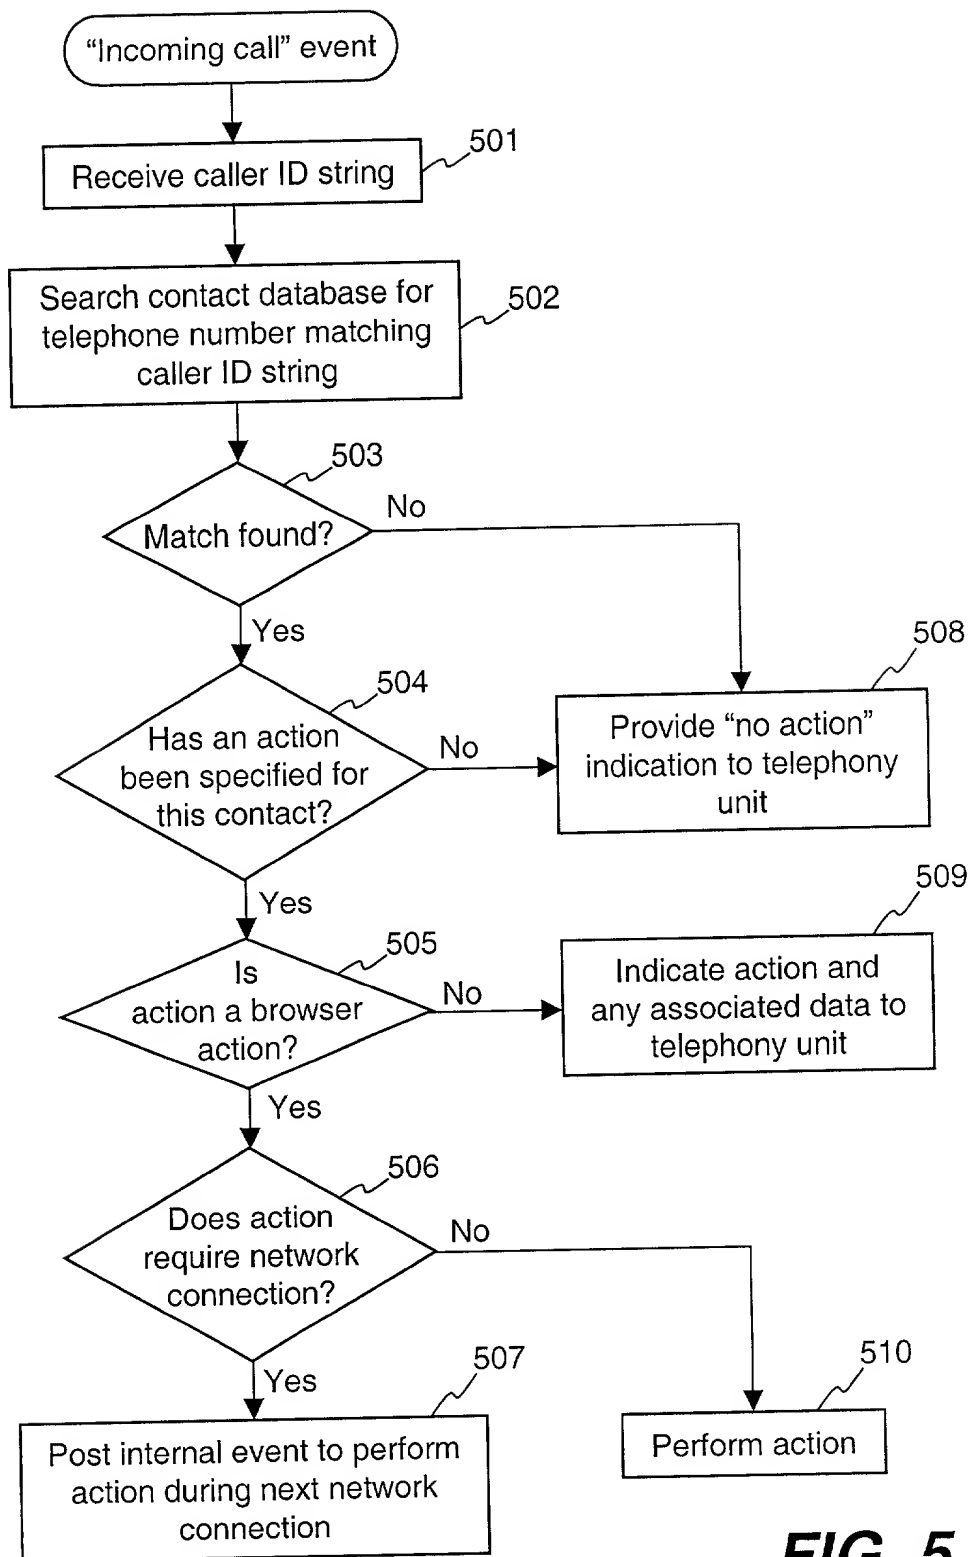 “Incoming call” event
501
Receive caller ID string
Search contact database for
telephone number matching
caller ID string
502
503
Match found?
No
Yes
504
Has an action
been specified for
this contact?
No
508
Provide “no action”
indication to telephony
unit
Yes
505
Is
action a browser
action?
No
509
Indicate action and
any associated data to
telephony unit
Yes
506
Does action
require network
connection?
No
Yes
507
Post internal event to perform
action during next network
connection
510
Perform action
FIG. 5